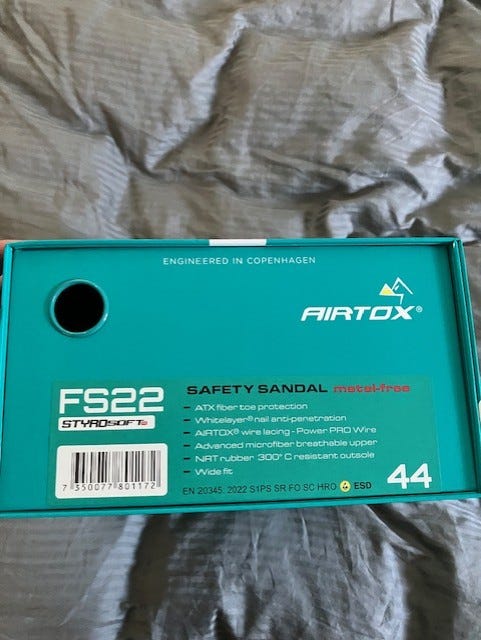 ENGINEERED IN COPENHAGEN
AIRTOX®
FS22
STYROSOFT
SAFETY SANDAL metal-free
– ATX fiber toe protection
– Whitelayer® nail anti-penetration
– AIRTOX® wire lacing - Power PRO Wire
– Advanced microfiber breathable upper
– NRT rubber 300° C resistant outsole
– Wide fit
7 350077 801172
EN 20345: 2022 S1PS SR FO SC HRO ESD
44